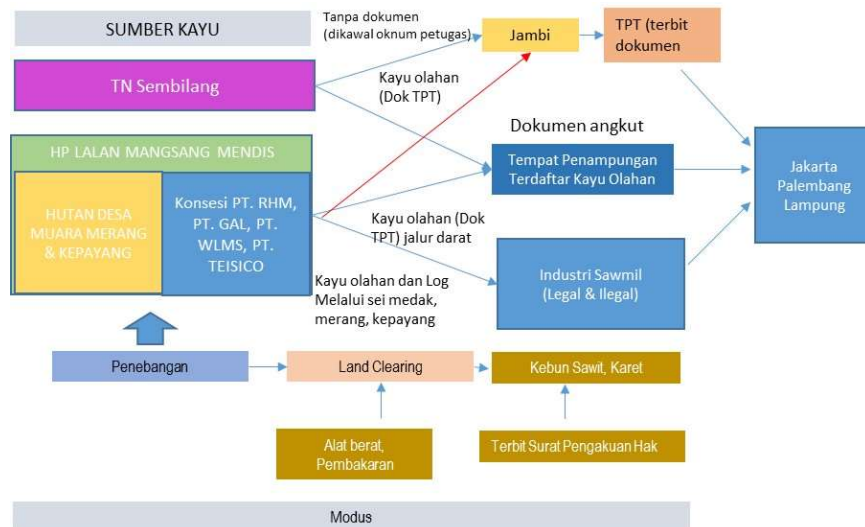 SUMBER KAYU
Tanpa dokumen
(dikawal oknum petugas)
Jambi
TPT (terbit
dokumen
TN Sembilang
Kayu olahan
(Dok TPT)
Dokumen angkut
HP LALAN MANGSANG MENDIS
Tempat Penampungan
Terdaftar Kayu Olahan
Jakarta
Palembang
Lampung
HUTAN DESA
MUARA MERANG
& KEPAYANG
Konsesi PT. RHM,
PT. GAL, PT.
WLMS, PT.
TEISICO
Kayu olahan (Dok
TPT) jalur darat
Kayu olahan dan Log
Melalui sei medak,
merang, kepayang
Industri Sawmil
(Legal & Ilegal)
Penebangan
Land Clearing
Kebun Sawit, Karet
Alat berat,
Pembakaran
Terbit Surat Pengakuan Hak
Modus